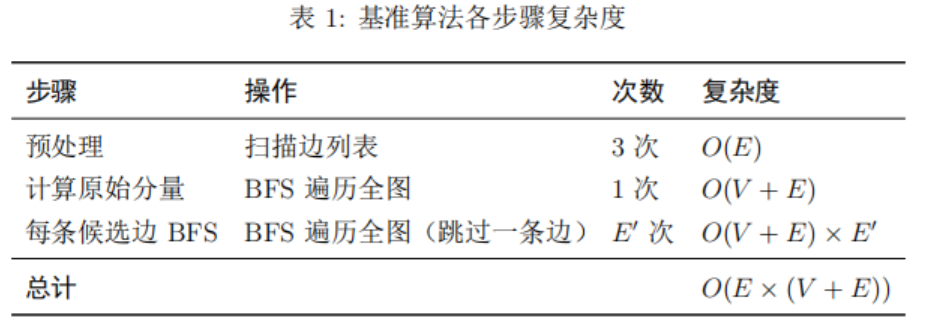 表 1: 基准算法各步骤复杂度
步骤 操作 次数 复杂度
预处理 扫描边列表 3 次 O(E)
计算原始分量 BFS 遍历全图 1 次 O(V + E)
每条候选边 BFS BFS 遍历全图（跳过一条边） E′ 次 O(V + E) × E′
总计 O(E × (V + E))